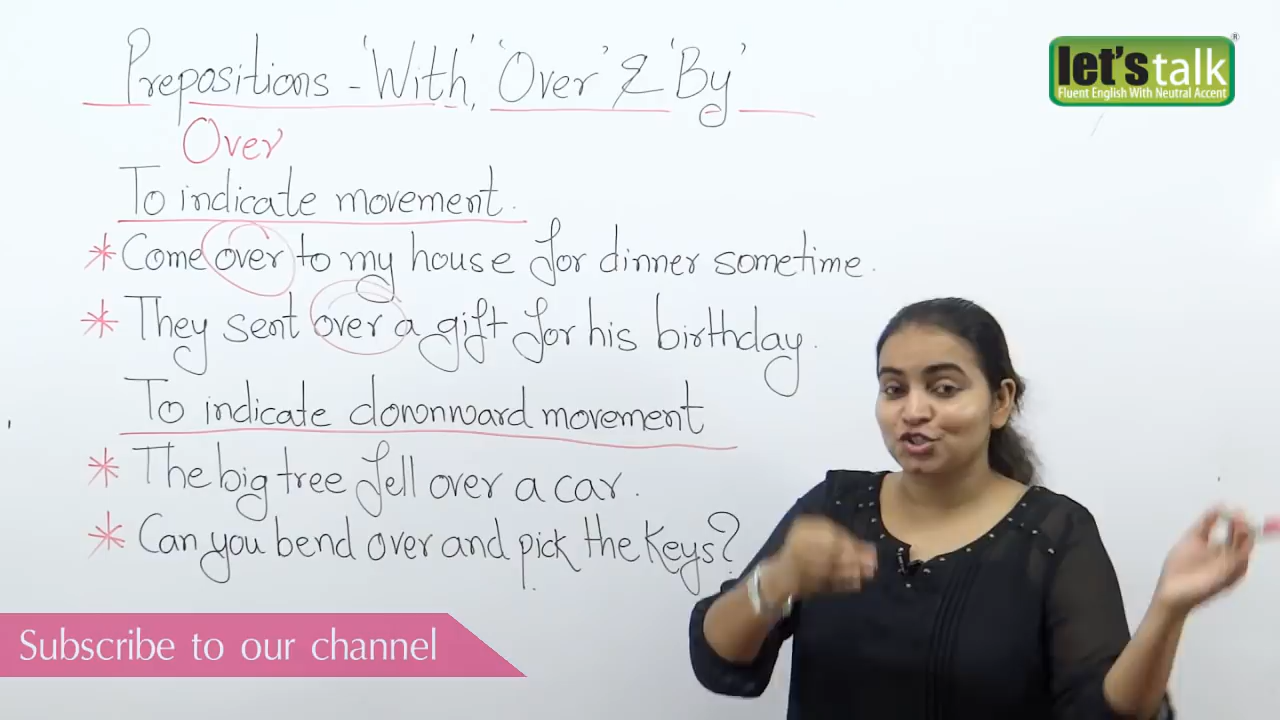 Prepositions - 'With', 'Over' & 'By'
Over
To indicate movement.
* Come over to my house for dinner sometime.
* They sent over a gift for his birthday.
To indicate downward movement
* The big tree fell over a car.
* Can you bend over and pick the keys?
let's talk ®
Fluent English With Neutral Accent
Subscribe to our channel